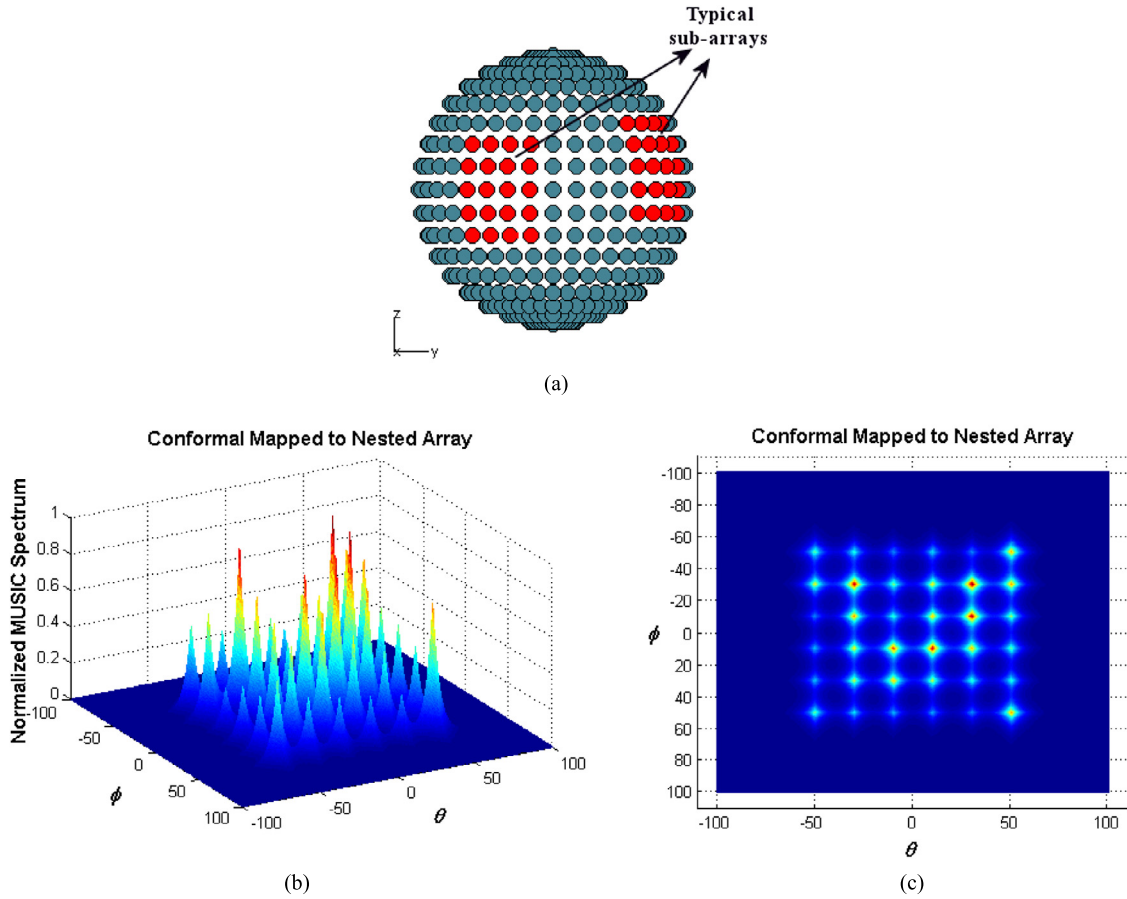 Typical
sub-arrays
z
x
y
(a)
Conformal Mapped to Nested Array
Normalized MUSIC Spectrum
1
0.8
0.6
0.4
0.2
0
-100
-50
0
50
100
ϕ
-100
-50
0
50
100
θ
(b)
Conformal Mapped to Nested Array
-100
-80
-60
-40
-20
0
20
40
60
80
100
ϕ
-100
-50
0
50
100
θ
(c)